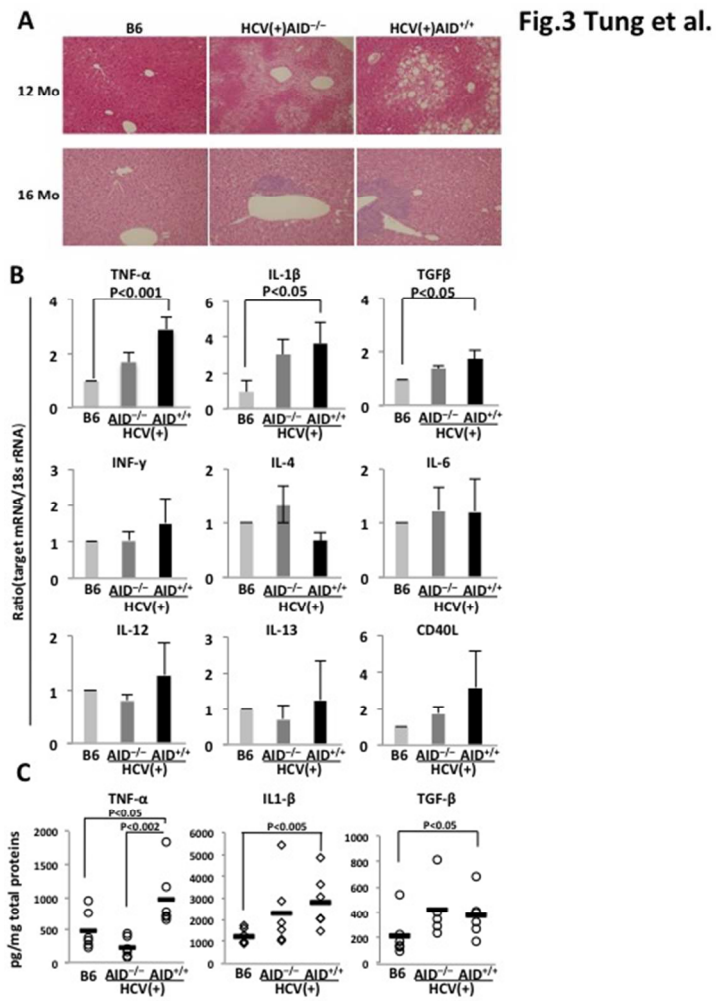 A
B6
HCV(+)AID−/−
HCV(+)AID+/+
Fig.3 Tung et al.
12 Mo
16 Mo
B
Ratio(target mRNA/18s rRNA)
TNF-α
P<0.001
4
2
0
B6 AID−/− AID+/+
HCV(+)
IL-1β
P<0.05
6
4
2
0
B6 AID−/− AID+/+
HCV(+)
TGFβ
P<0.05
4
2
0
B6 AID−/− AID+/+
HCV(+)
INF-γ
3
2
1
0
B6 AID−/− AID+/+
HCV(+)
IL-4
2
1
0
B6 AID−/− AID+/+
HCV(+)
IL-6
2
1
0
B6 AID−/− AID+/+
HCV(+)
IL-12
2
1
0
B6 AID−/− AID+/+
HCV(+)
IL-13
3
2
1
0
B6 AID−/− AID+/+
HCV(+)
CD40L
6
4
2
0
B6 AID−/− AID+/+
HCV(+)
C
pg/mg total proteins
TNF-α
P<0.05
P<0.002
2000
1500
1000
500
0
B6 AID−/− AID+/+
HCV(+)
IL1-β
P<0.005
6000
5000
4000
3000
2000
1000
0
B6 AID−/− AID+/+
HCV(+)
TGF-β
P<0.05
1000
800
600
400
200
0
B6 AID−/− AID+/+
HCV(+)